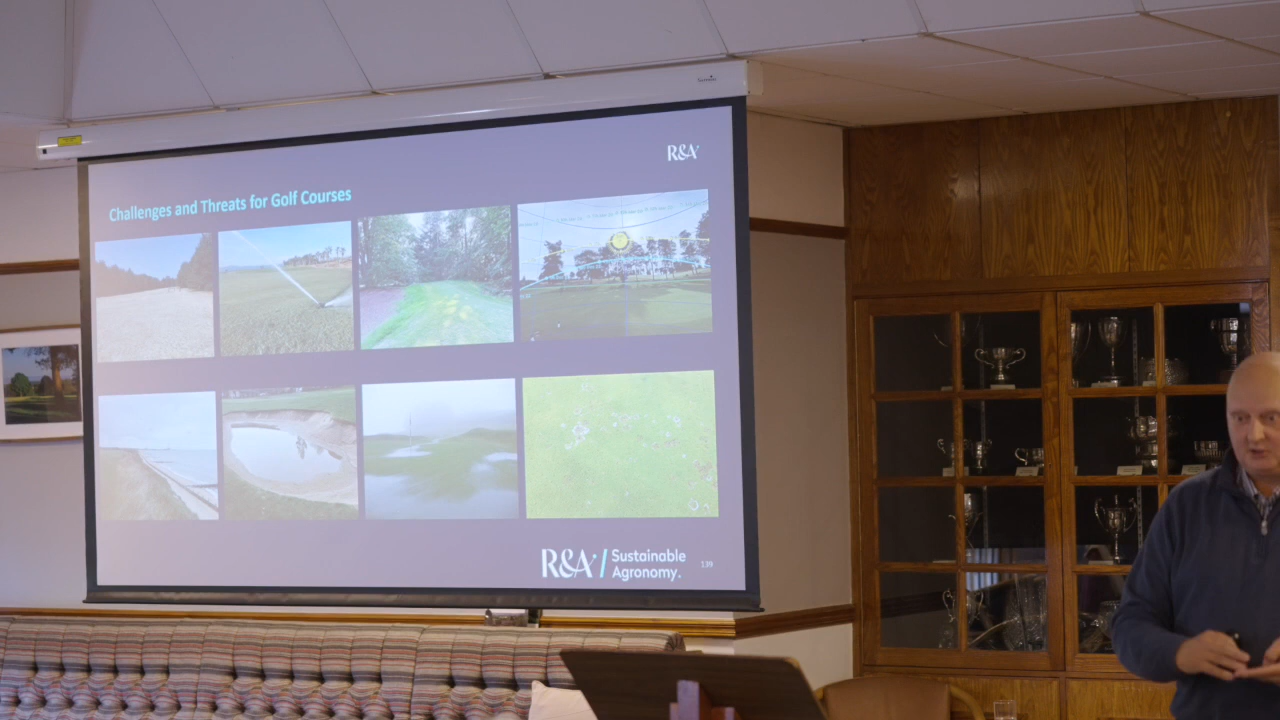 R&A
Challenges and Threats for Golf Courses
R&A / Sustainable
Agronomy.
139